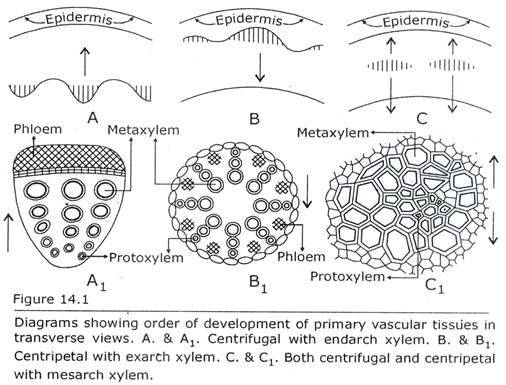 Epidermis
Epidermis
Epidermis
A
B
C
Phloem
Metaxylem
Metaxylem
Protoxylem
Phloem
Protoxylem
A1
B1
C1
Figure 14.1
Diagrams showing order of development of primary vascular tissues in
transverse views. A. & A1. Centrifugal with endarch xylem. B. & B1.
Centripetal with exarch xylem. C. & C1. Both centrifugal and centripetal
with mesarch xylem.